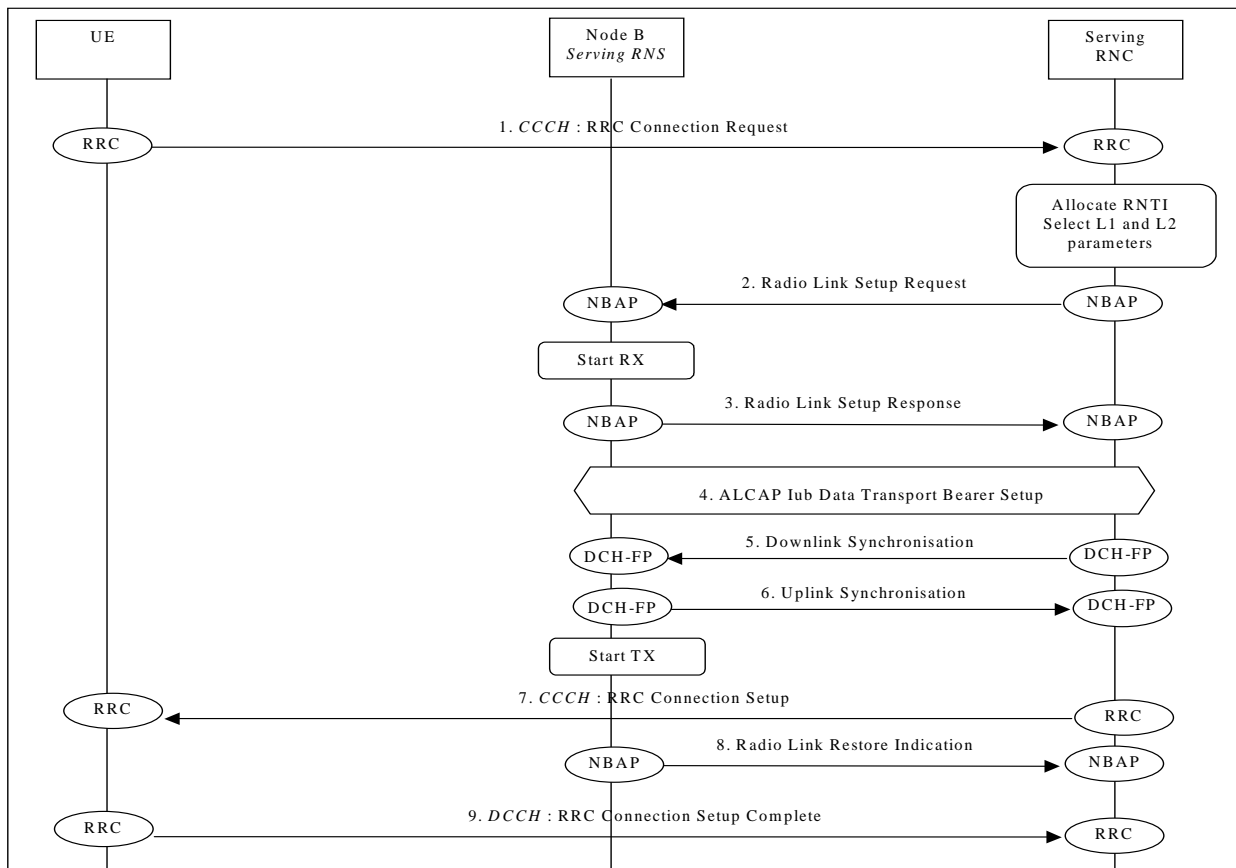 UE
Node B
Serving RNS
Serving
RNC
1. CCCH : RRC Connection Request
RRC
RRC
Allocate RNTI
Select L1 and L2
parameters
2. Radio Link Setup Request
NBAP
NBAP
Start RX
3. Radio Link Setup Response
NBAP
NBAP
4. ALCAP Iub Data Transport Bearer Setup
5. Downlink Synchronisation
DCH-FP
DCH-FP
6. Uplink Synchronisation
DCH-FP
DCH-FP
Start TX
7. CCCH : RRC Connection Setup
RRC
RRC
8. Radio Link Restore Indication
NBAP
NBAP
9. DCCH : RRC Connection Setup Complete
RRC
RRC